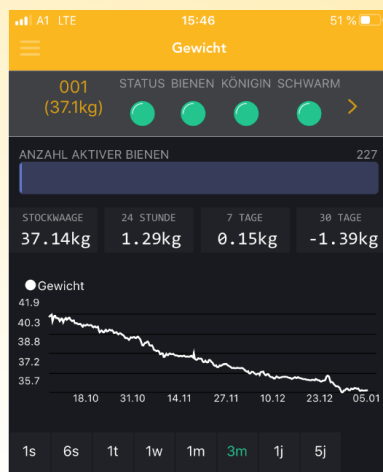 A1 LTE 15:46 51 %
Gewicht
001 STATUS BIENEN KÖNIGIN SCHWARM
(37.1kg)
ANZAHL AKTIVER BIENEN 227
STOCKWAAGE 24 STUNDE 7 TAGE 30 TAGE
37.14kg 1.29kg 0.15kg -1.39kg
Gewicht
41.9
40.3
38.8
37.2
35.7
18.10 31.10 14.11 27.11 10.12 23.12 05.01
1s 6s 1t 1w 1m 3m 1j 5j